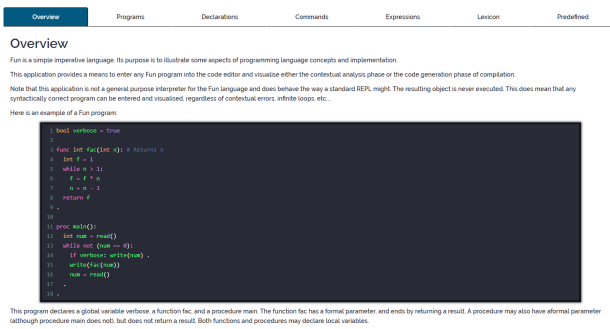 Overview Programs Declarations Commands Expressions Lexicon Predefined
Overview
Fun is a simple imperative language. Its purpose is to illustrate some aspects of programming language concepts and implementation.
This application provides a means to enter any Fun program into the code editor and visualise either the contextual analysis phase or the code generation phase of compilation.
Note that this application is not a general purpose interpreter for the Fun language and does behave the way a standard REPL might. The resulting object is never executed. This does mean that any
syntactically correct program can be entered and visualised, regardless of contextual errors, infinite loops, etc...
Here is an example of a Fun program:
1 bool verbose = true
2
3 func int fac(int n): # Returns n
4 int f = 1
5 while n > 1:
6 f = f * n
7 n = n - 1
8 return f
9 .
10
11 proc main():
12 int num = read()
13 while not (num == 0):
14 if verbose: write(num) .
15 write(fac(num))
16 num = read()
17 .
18 .
This program declares a global variable verbose, a function fac, and a procedure main. The function fac has a formal parameter, and ends by returning a result. A procedure may also have aformal parameter
(although procedure main does not), but does not return a result. Both functions and procedures may declare local variables.